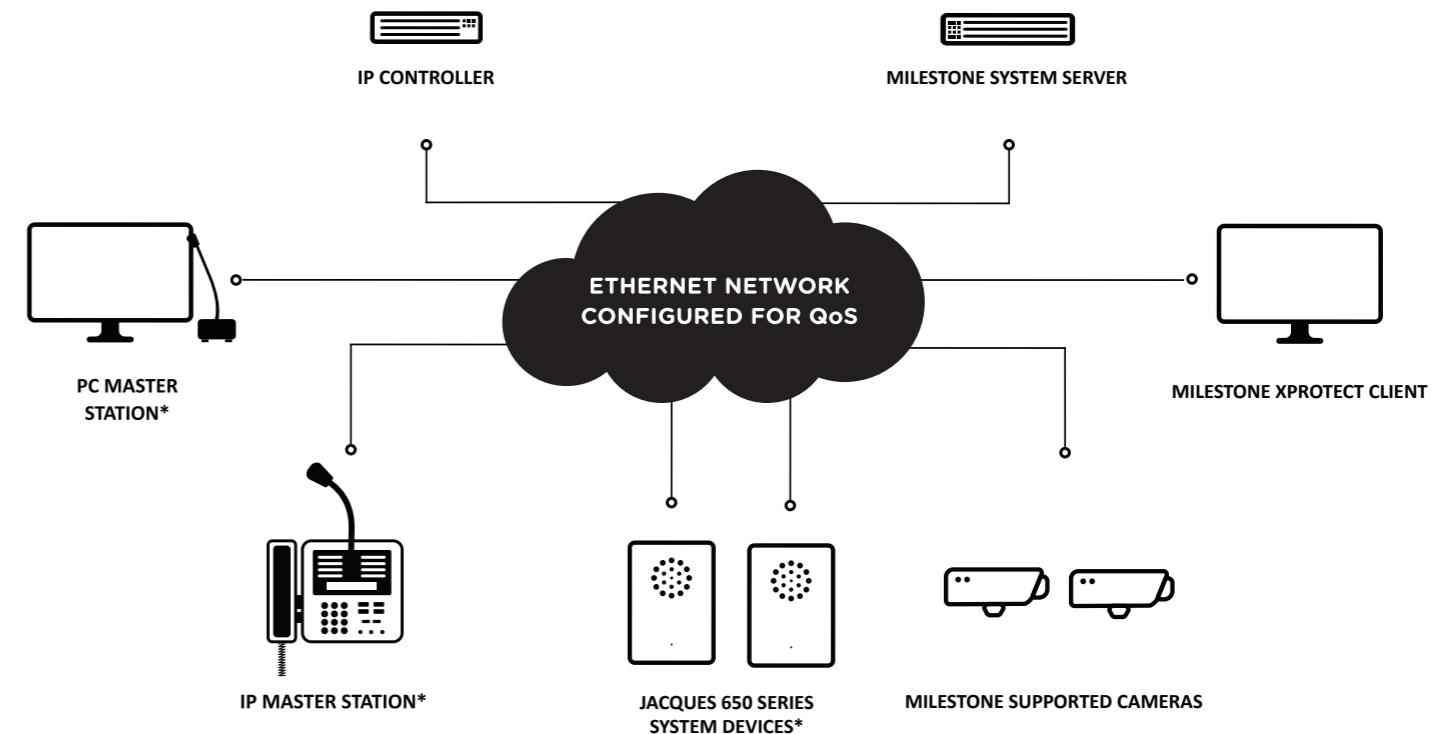 IP CONTROLLER
MILESTONE SYSTEM SERVER
ETHERNET NETWORK
CONFIGURED FOR QoS
PC MASTER
STATION*
MILESTONE XPROTECT CLIENT
IP MASTER STATION*
JACQUES 650 SERIES
SYSTEM DEVICES*
MILESTONE SUPPORTED CAMERAS